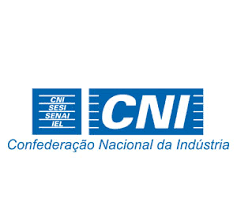 CNI
SESI
SENAI
IEL
CNI
Confederação Nacional da Indústria